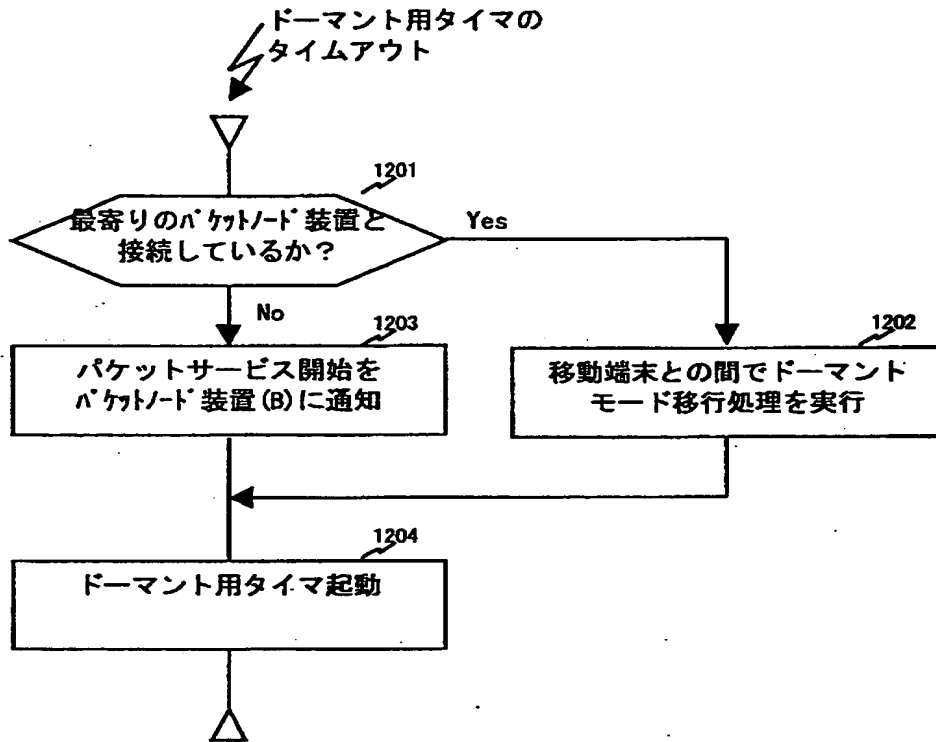 ドーマント用タイマの
タイムアウト
1201
最寄りのﾊﾟｹｯﾄﾉｰﾄﾞ装置と
接続しているか？
Yes
No
1203
パケットサービス開始を
ﾊﾟｹｯﾄﾉｰﾄﾞ装置(B)に通知
1202
移動端末との間でドーマント
モード移行処理を実行
1204
ドーマント用タイマ起動